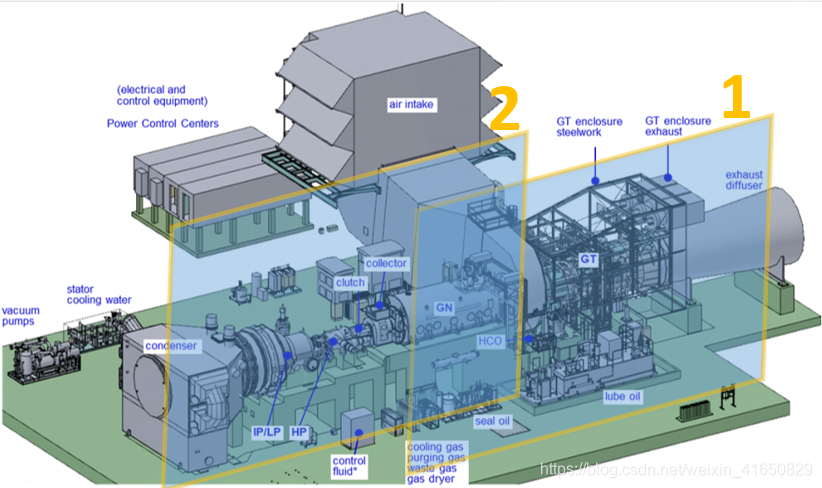 1
2
air intake
(electrical and
control equipment)
Power Control Centers
GT enclosure
steelwork
GT enclosure
exhaust
exhaust
diffuser
GT
collector
clutch
GN
stator
cooling water
vacuum
pumps
condenser
HCO
lube oil
IP/LP
HP
seal oil
control
fluid*
cooling gas
purging gas
waste gas
gas dryer
https://blog.csdn.net/weixin_41650829